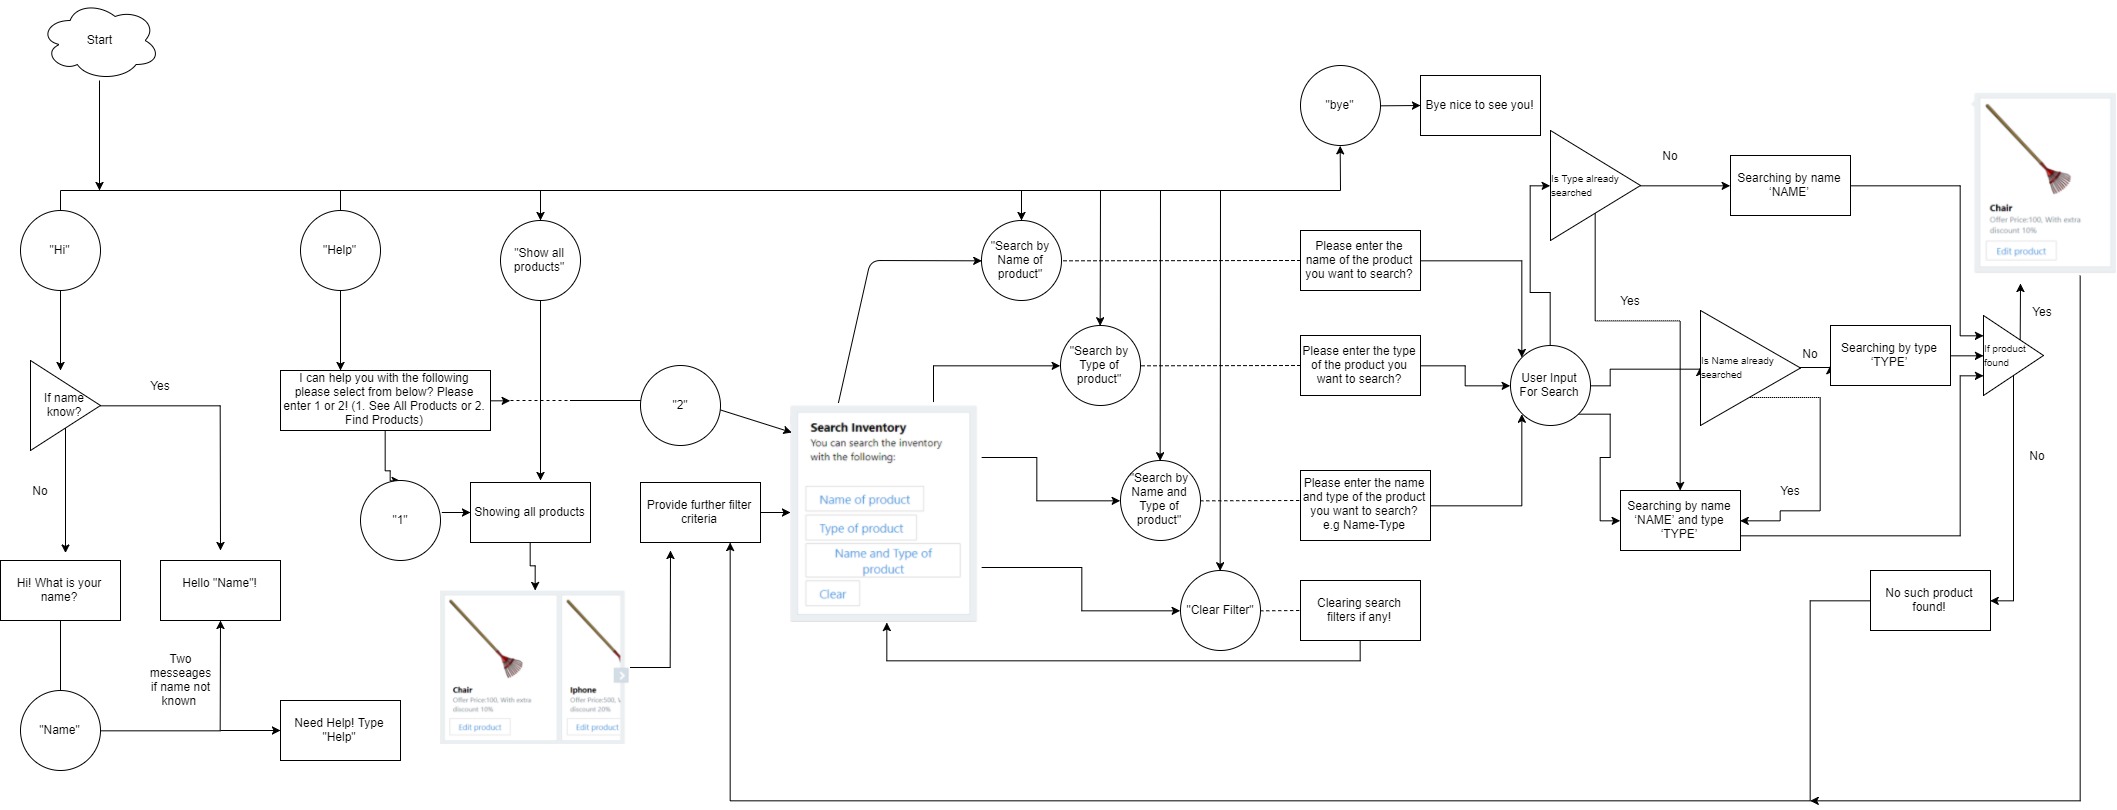 Start
"bye"
Bye nice to see you!
Is Type already
searched
No
Searching by name
‘NAME’
Yes
Chair
Offer Price:100, With extra
discount 10%
Edit product
"Hi"
"Help"
"Show all
products"
"Search by
Name of
product"
Please enter the
name of the product
you want to search?
"Search by
Type of
product"
Please enter the type
of the product you
want to search?
User Input
For Search
Is Name already
searched
No
Searching by type
‘TYPE’
If product
found
Yes
No
If name
know?
Yes
No
I can help you with the following
please select from below? Please
enter 1 or 2! (1. See All Products or 2.
Find Products)
"2"
Search Inventory
You can search the inventory
with the following:
Name of product
Type of product
Name and Type of
product
Clear
"1"
Showing all products
Provide further filter
criteria
"Search by
Name and
Type of
product"
Please enter the name
and type of the product
you want to search?
e.g Name-Type
Yes
Searching by name
‘NAME’ and type
‘TYPE’
Hi! What is your
name?
Hello "Name"!
"Clear Filter"
Clearing search
filters if any!
No such product
found!
Two
messeages
if name not
known
"Name"
Need Help! Type
"Help"
Chair
Offer Price:100, With extra
discount 10%
Edit product
Iphone
Offer Price:500, \
discount 20%
Edit product